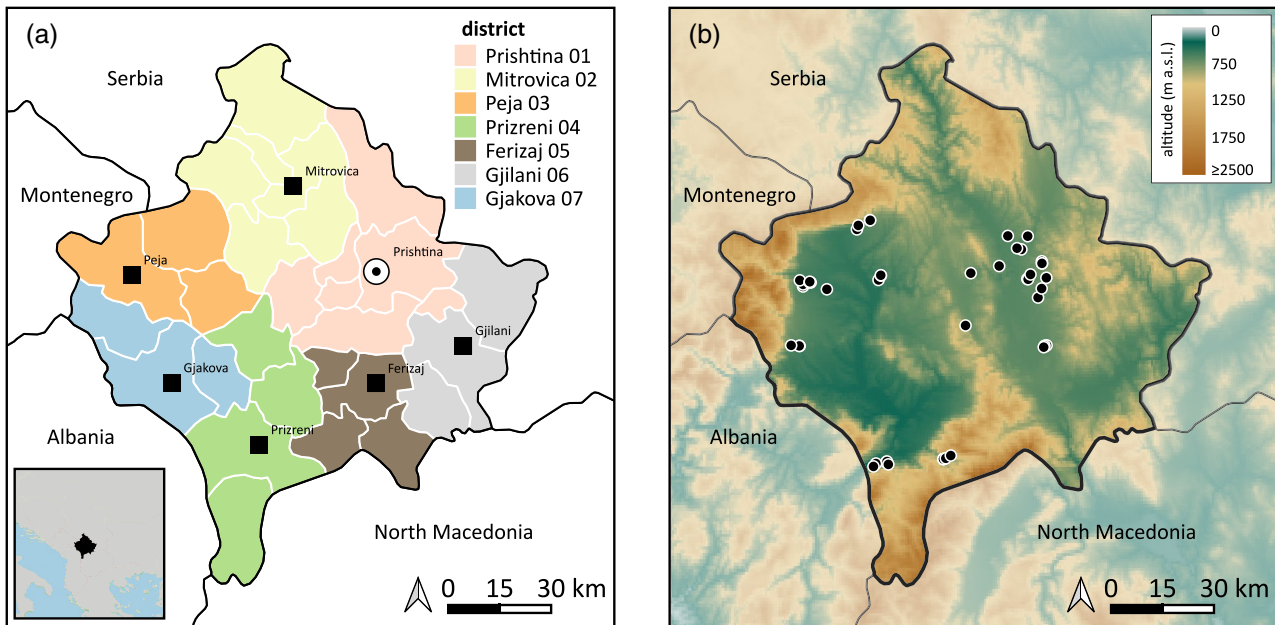 (a)
district
Prishtina 01
Mitrovica 02
Peja 03
Prizreni 04
Ferizaj 05
Gjilani 06
Gjakova 07
Serbia
Montenegro
Mitrovica
Peja
Prishtina
Gjilani
Gjakova
Ferizaj
Prizreni
Albania
North Macedonia
0 15 30 km
(b)
altitude (m a.s.l.)
0
750
1250
1750
≥2500
Serbia
Montenegro
Albania
North Macedonia
0 15 30 km